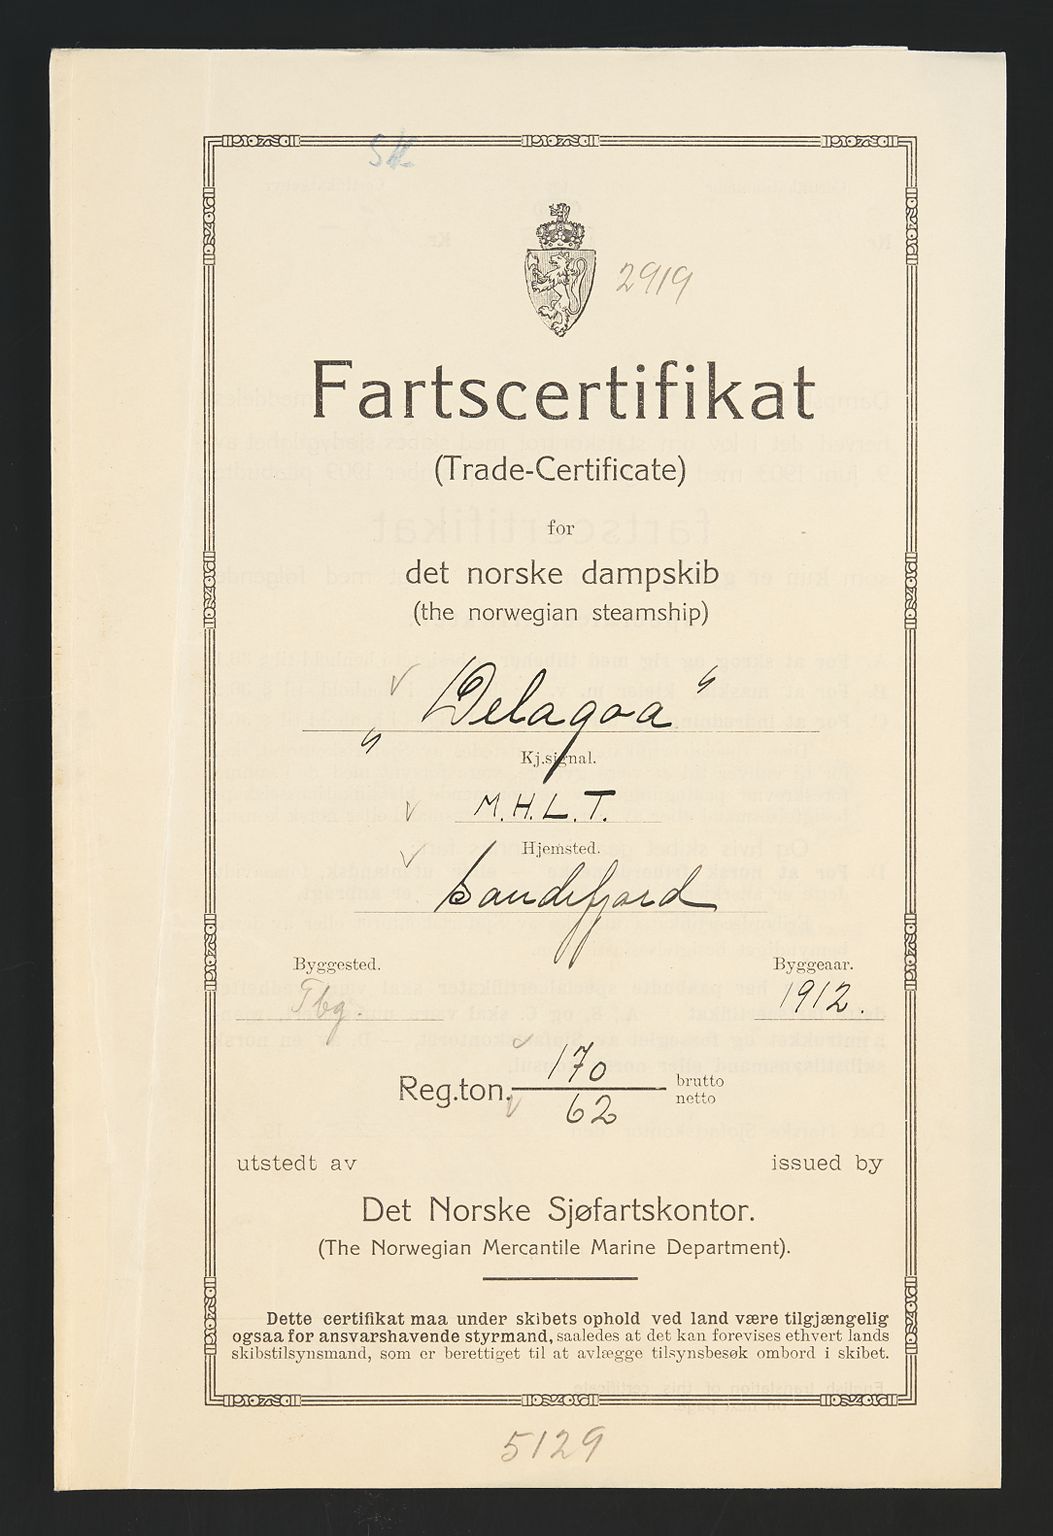 SK
2919
Fartscertifikat
(Trade-Certificate)
for
det norske dampskib
(the norwegian steamship)
„Delagoa"
Kj.signal.
M.H.L.T.
Hjemsted.
Sandefjord
Byggested. Byggeaar.
Tbg. 1912.
Reg.ton. 170 brutto
62 netto
utstedt av issued by
Det Norske Sjøfartskontor.
(The Norwegian Mercantile Marine Department).
Dette certifikat maa under skibets ophold ved land være tilgjængelig
ogsaa for ansvarshavende styrmand, saaledes at det kan forevises ethvert lands
skibstilsynsmand, som er berettiget til at avlægge tilsynsbesøk ombord i skibet.
5129